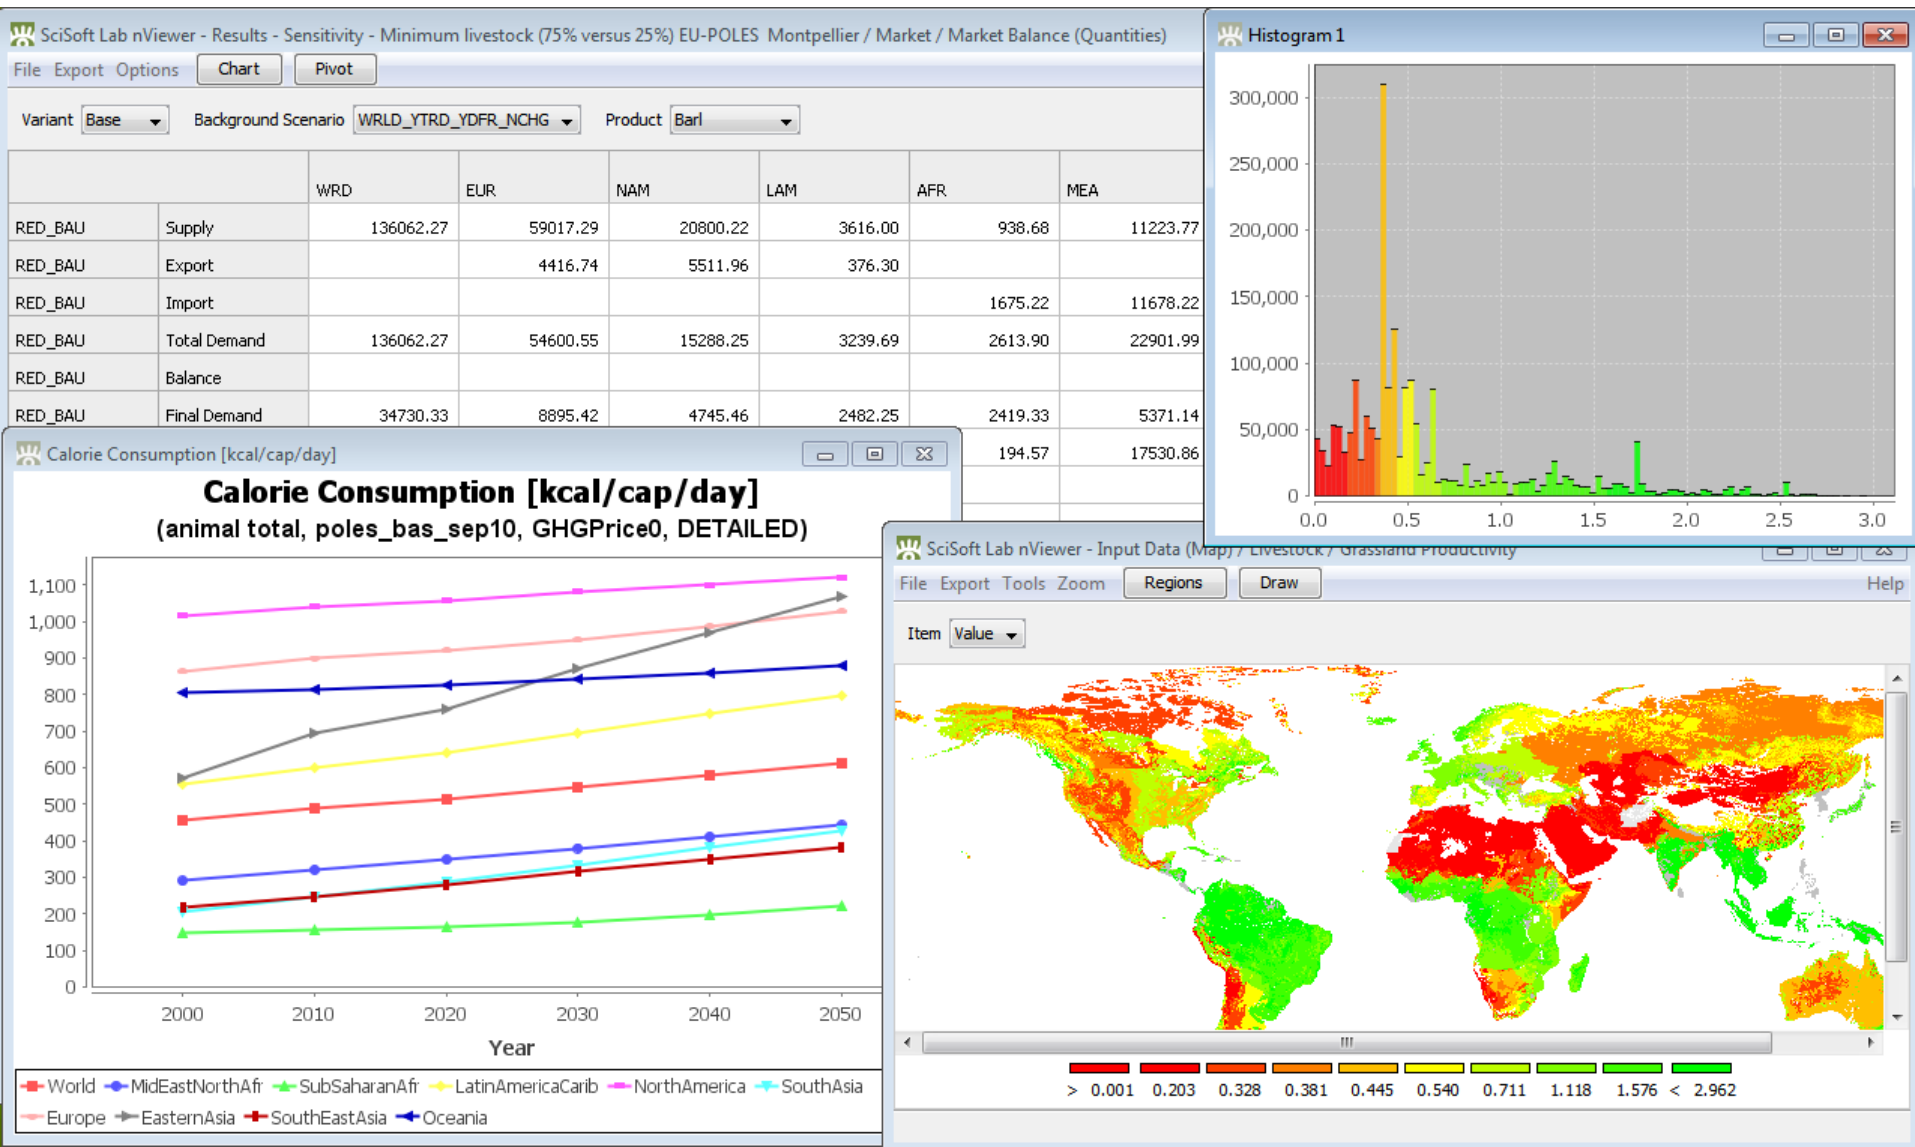 SciSoft Lab nViewer - Results - Sensitivity - Minimum livestock (75% versus 25%) EU-POLES Montpellier / Market / Market Balance (Quantities)
File Export Options Chart Pivot
Variant Base Background Scenario WRLD_YTRD_YDFR_NCHG Product Barl
WRD EUR NAM LAM AFR MEA
RED_BAU Supply 136062.27 59017.29 20800.22 3616.00 938.68 11223.77
RED_BAU Export 4416.74 5511.96 376.30
RED_BAU Import 1675.22 11678.22
RED_BAU Total Demand 136062.27 54600.55 15288.25 3239.69 2613.90 22901.99
RED_BAU Balance
RED_BAU Final Demand 34730.33 8895.42 4745.46 2482.25 2419.33 5371.14
194.57 17530.86
Histogram 1
300,000
250,000
200,000
150,000
100,000
50,000
0
0.0 0.5 1.0 1.5 2.0 2.5 3.0
Calorie Consumption [kcal/cap/day]
Calorie Consumption [kcal/cap/day]
(animal total, poles_bas_sep10, GHGPrice0, DETAILED)
1,100
1,000
900
800
700
600
500
400
300
200
100
0
2000 2010 2020 2030 2040 2050
Year
World MidEastNorthAfr SubSaharanAfr LatinAmericaCarib NorthAmerica SouthAsia
Europe EasternAsia SouthEastAsia Oceania
SciSoft Lab nViewer - Input Data (Map) / Livestock / Grassland Productivity
File Export Tools Zoom Regions Draw Help
Item Value
> 0.001 0.203 0.328 0.381 0.445 0.540 0.711 1.118 1.576 < 2.962